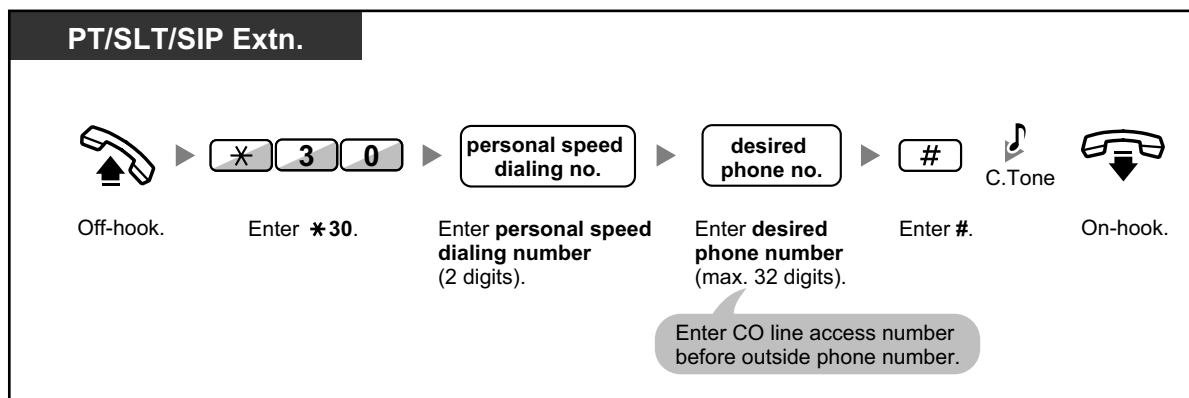 PT/SLT/SIP Extn.
* 3 0
personal speed
dialing no.
desired
phone no.
#
C.Tone
Off-hook.
Enter *30.
Enter personal speed
dialing number
(2 digits).
Enter desired
phone number
(max. 32 digits).
Enter #.
On-hook.
Enter CO line access number
before outside phone number.